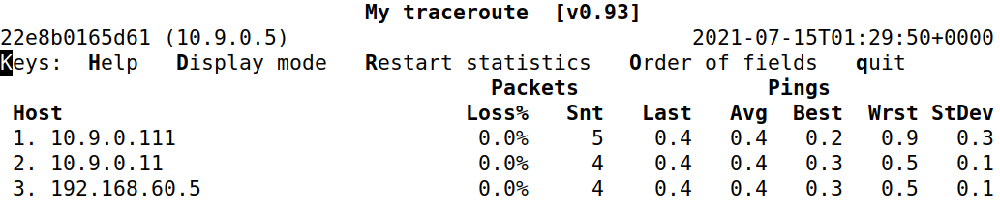 My traceroute  [v0.93]
22e8b0165d61 (10.9.0.5) 2021-07-15T01:29:50+0000
Keys:  Help   Display mode   Restart statistics   Order of fields   quit
Packets Pings
Host Loss% Snt Last Avg Best Wrst StDev
1. 10.9.0.111 0.0% 5 0.4 0.4 0.2 0.9 0.3
2. 10.9.0.11 0.0% 4 0.4 0.4 0.3 0.5 0.1
3. 192.168.60.5 0.0% 4 0.4 0.4 0.3 0.5 0.1